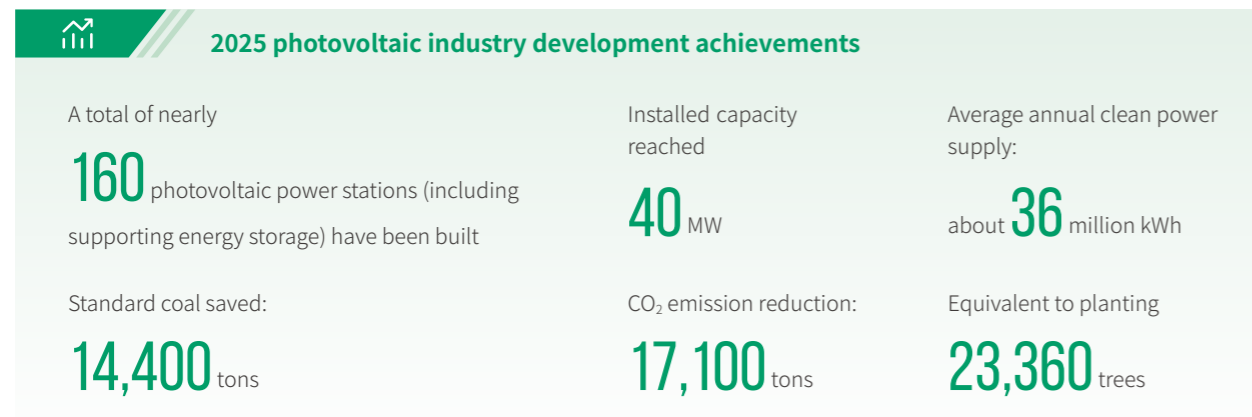 2025 photovoltaic industry development achievements
A total of nearly
160 photovoltaic power stations (including
supporting energy storage) have been built
Installed capacity
reached
40 MW
Average annual clean power
supply:
about 36 million kWh
Standard coal saved:
14,400 tons
CO₂ emission reduction:
17,100 tons
Equivalent to planting
23,360 trees